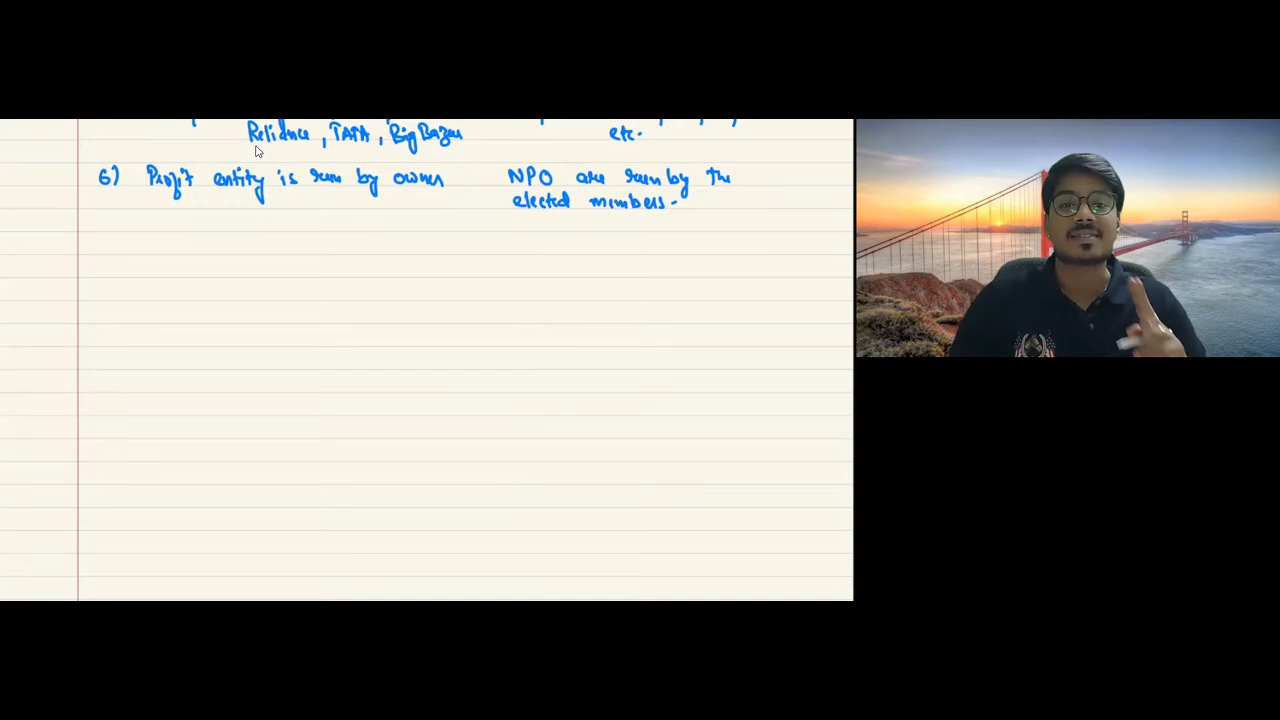 Reliance, TATA, Big Bazar
etc.
6) Profit entity is run by owner
NPO are run by the
elected members.